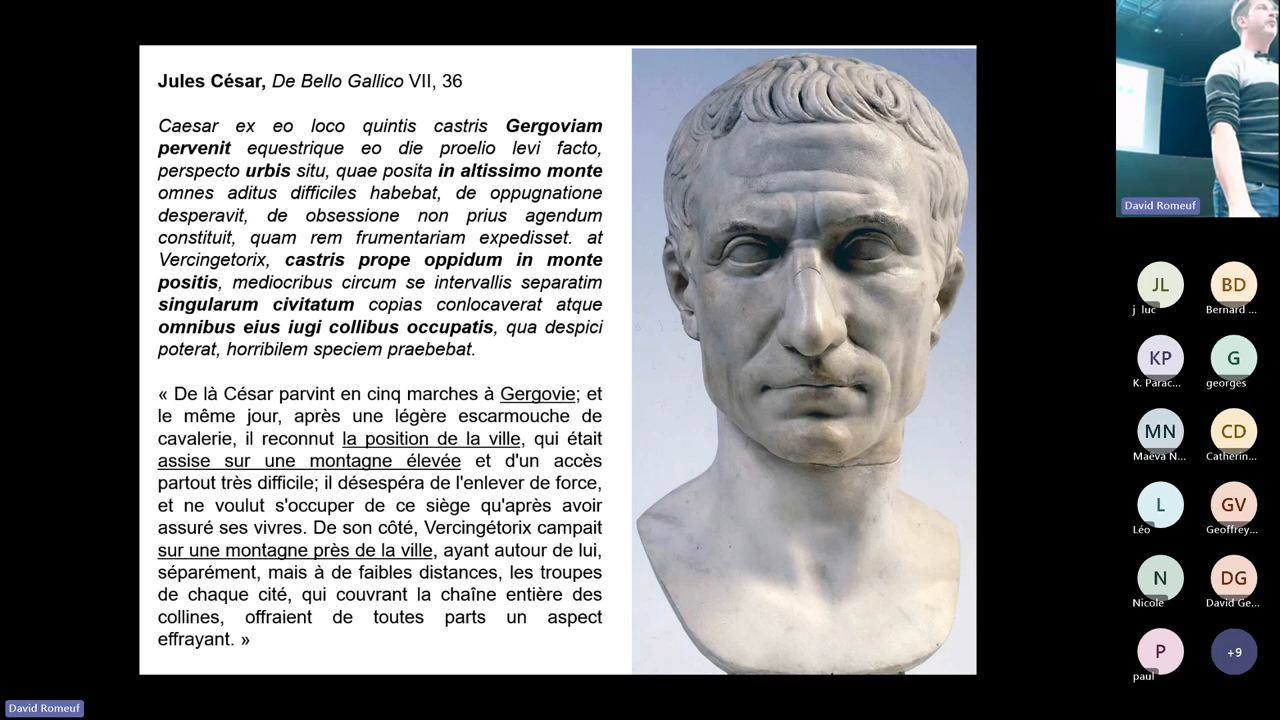 Jules César, De Bello Gallico VII, 36
Caesar ex eo loco quintis castris Gergoviam
pervenit equestrique eo die proelio levi facto,
perspecto urbis situ, quae posita in altissimo monte
omnes aditus difficiles habebat, de oppugnatione
desperavit, de obsessione non prius agendum
constituit, quam rem frumentariam expedisset. at
Vercingetorix, castris prope oppidum in monte
positis, mediocribus circum se intervallis separatim
singularum civitatum copias conlocaverat atque
omnibus eius iugi collibus occupatis, qua despici
poterat, horribilem speciem praebebat.
« De là César parvint en cinq marches à Gergovie; et
le même jour, après une légère escarmouche de
cavalerie, il reconnut la position de la ville, qui était
assise sur une montagne élevée et d'un accès
partout très difficile; il désespéra de l'enlever de force,
et ne voulut s'occuper de ce siège qu'après avoir
assuré ses vivres. De son côté, Vercingétorix campait
sur une montagne près de la ville, ayant autour de lui,
séparément, mais à de faibles distances, les troupes
de chaque cité, qui couvrant la chaîne entière des
collines, offraient de toutes parts un aspect
effrayant. »
David Romeuf
JL BD
j luc Bernard ...
KP G
K. Parac... georges
MN CD
Maëva N... Catherin...
L GV
Léo Geoffrey...
N DG
Nicole David Ge...
P +9
paul
David Romeuf